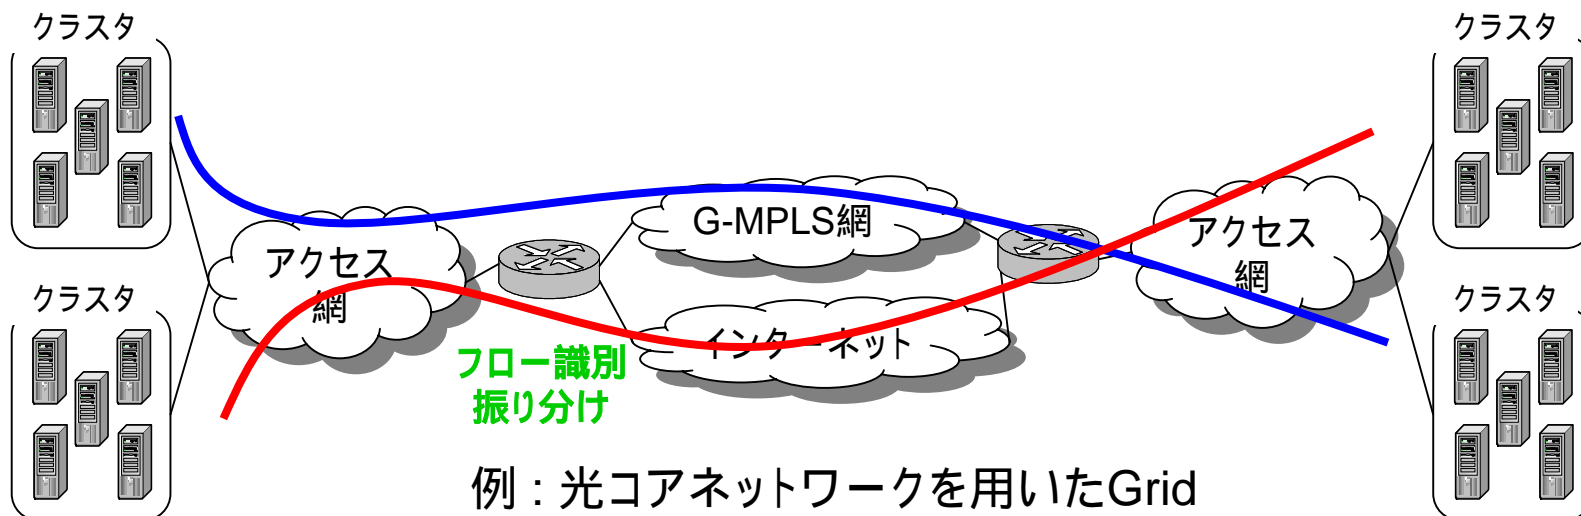 クラスタ
クラスタ
G-MPLS網
アクセス
網
アクセス
網
クラスタ
クラスタ
インターネット
フロー識別
振り分け
例：光コアネットワークを用いたGrid